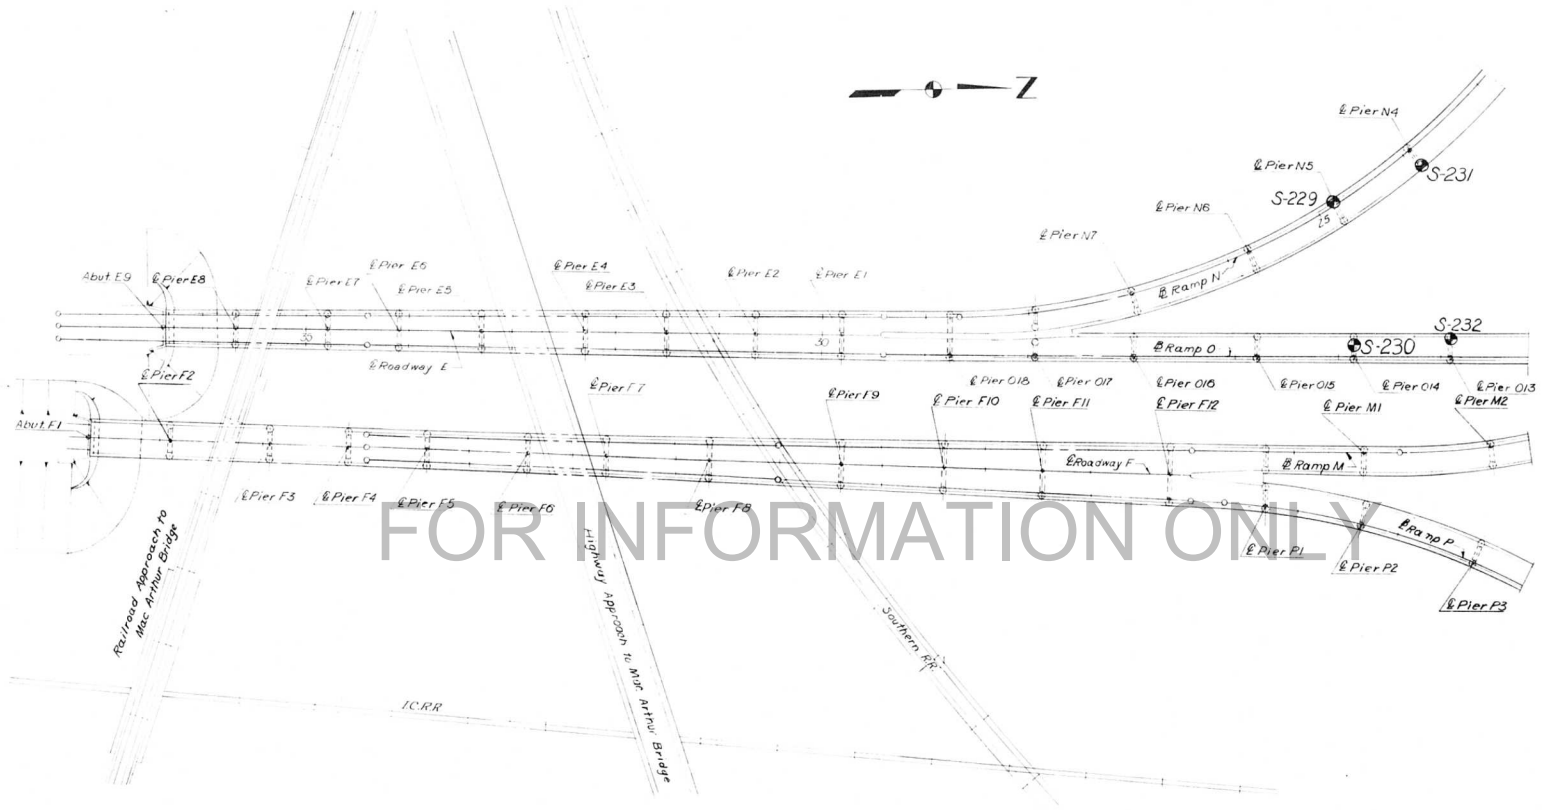 Z
℄ Pier N4
℄ Pier N5
S-231
S-229
25
℄ Pier N6
℄ Pier N7
℄ Ramp N
Abut. E9
℄ Pier E8
℄ Pier E7
℄ Pier E6
℄ Pier E5
℄ Pier E4
℄ Pier E3
℄ Pier E2
℄ Pier E1
30
S-232
S-230
℄ Ramp O
℄ Roadway E
℄ Pier F2
℄ Pier F7
℄ Pier F9
℄ Pier O18
℄ Pier O17
℄ Pier O16
℄ Pier O15
℄ Pier O14
℄ Pier O13
℄ Pier F10
℄ Pier F11
℄ Pier F12
℄ Pier M1
℄ Pier M2
Abut. F1
℄ Roadway F
℄ Ramp M
℄ Pier F3
℄ Pier F4
℄ Pier F5
℄ Pier F6
℄ Pier F8
FOR INFORMATION ONLY
℄ Ramp P
℄ Pier P1
℄ Pier P2
℄ Pier P3
Railroad Approach to
Mac Arthur Bridge
Highway Approach to Mac Arthur Bridge
Southern RR.
I.C.R.R